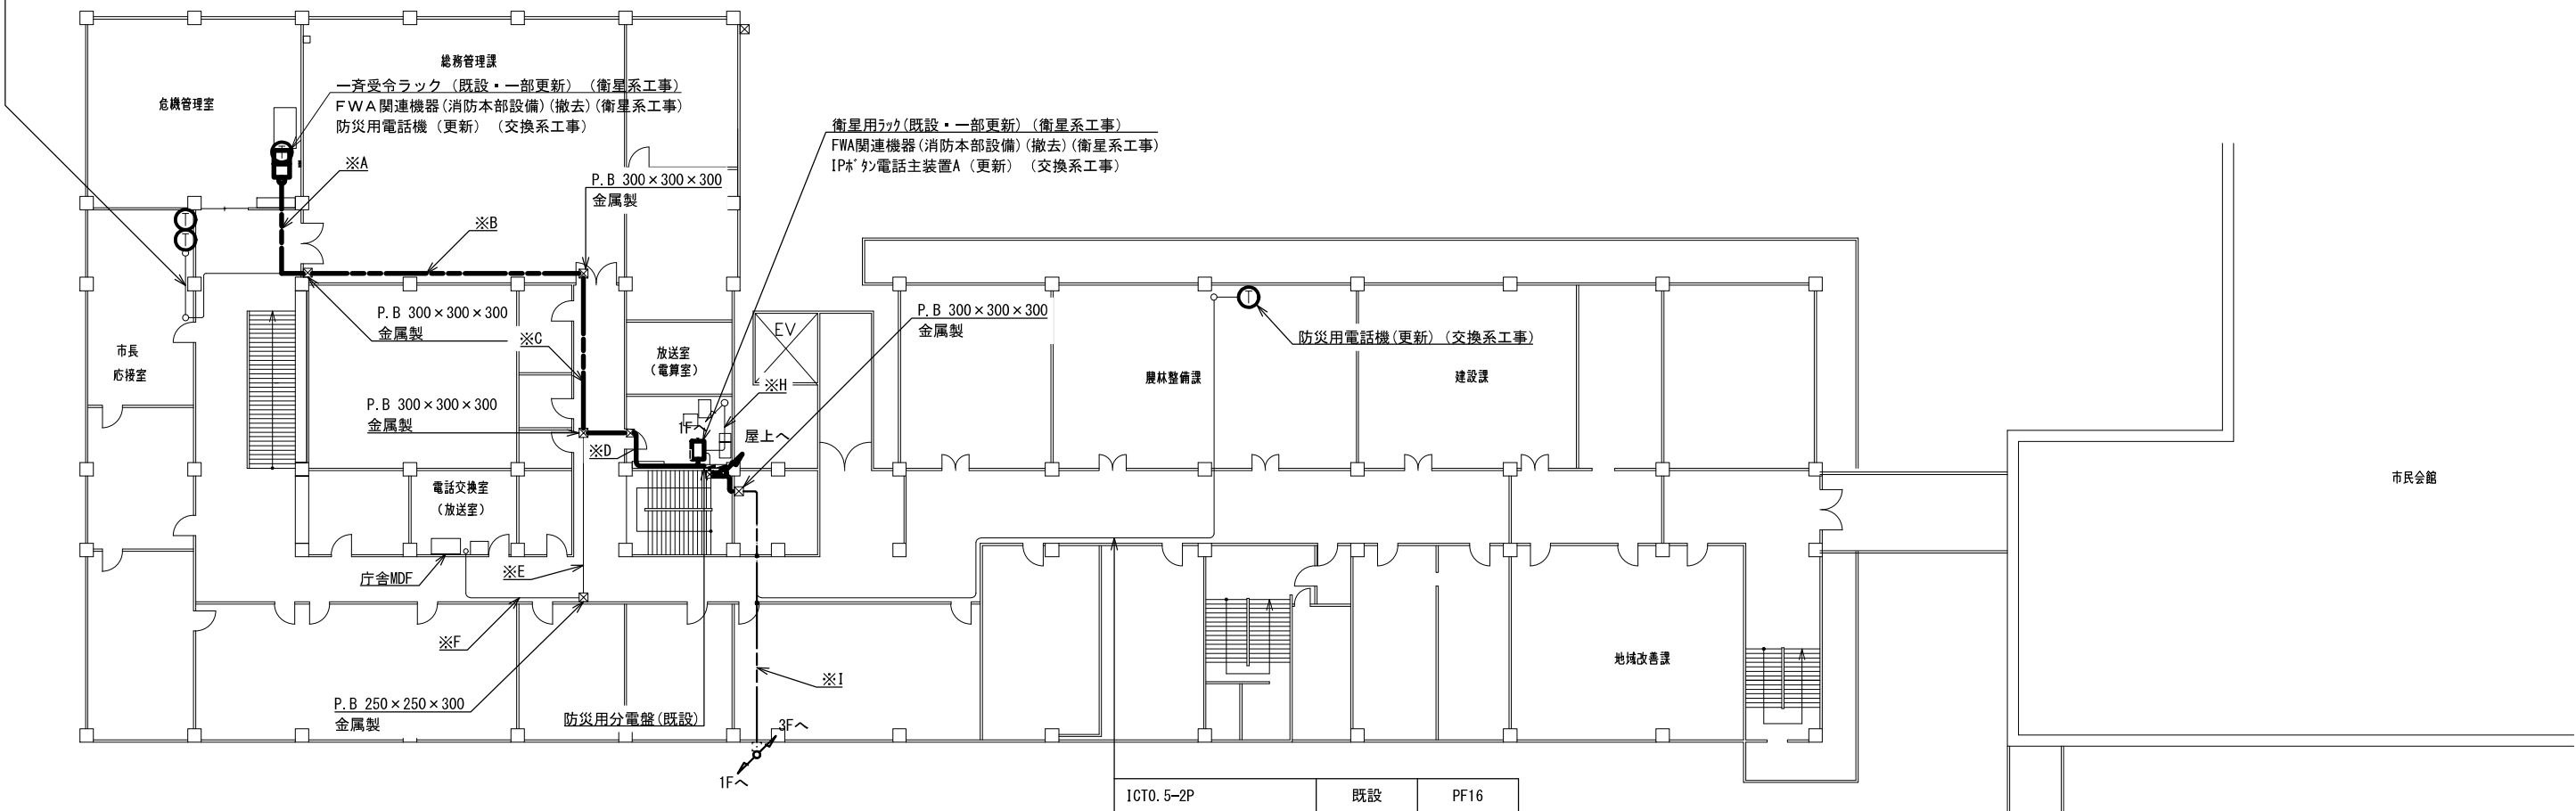 総務管理課
一斉受令ラック（既設・一部更新）（衛星系工事）
ＦＷＡ関連機器(消防本部設備)(撤去)(衛星系工事)
防災用電話機（更新）（交換系工事）
危機管理室
衛星用ﾗｯｸ(既設・一部更新)（衛星系工事）
FWA関連機器(消防本部設備)(撤去)(衛星系工事)
IPﾎﾞﾀﾝ電話主装置A（更新）（交換系工事）
※A
P.B 300×300×300
金属製
※B
P.B 300×300×300
金属製
P.B 300×300×300
金属製
EV
※C
防災用電話機(更新)（交換系工事）
市長
応接室
放送室
（電算室）
農林整備課
建設課
※H
P.B 300×300×300
金属製
1Fへ
屋上へ
※D
市民会館
電話交換室
（放送室）
庁舎MDF
※E
※F
地域改善課
※I
P.B 250×250×300
金属製
防災用分電盤(既設)
3Fへ
1Fへ
ICT0.5−2P 既設 PF16